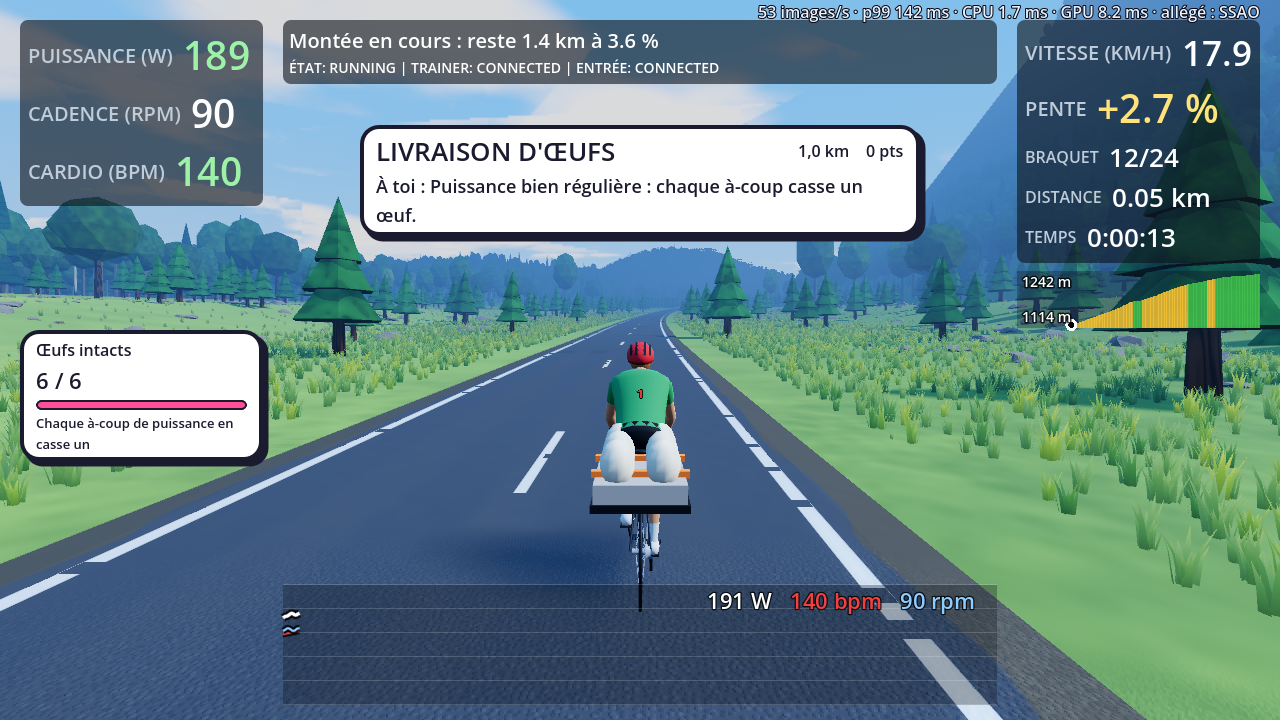 53 images/s · p99 142 ms · CPU 1.7 ms · GPU 8.2 ms · allégé : SSAO
PUISSANCE (W) 189
CADENCE (RPM) 90
CARDIO (BPM) 140
Montée en cours : reste 1.4 km à 3.6 %
ÉTAT: RUNNING | TRAINER: CONNECTED | ENTRÉE: CONNECTED
VITESSE (KM/H) 17.9
PENTE +2.7 %
BRAQUET 12/24
DISTANCE 0.05 km
TEMPS 0:00:13
1242 m
1114 m
LIVRAISON D'ŒUFS 1,0 km 0 pts
À toi : Puissance bien régulière : chaque à-coup casse un
œuf.
Œufs intacts
6 / 6
Chaque à-coup de puissance en
casse un
1
191 W 140 bpm 90 rpm